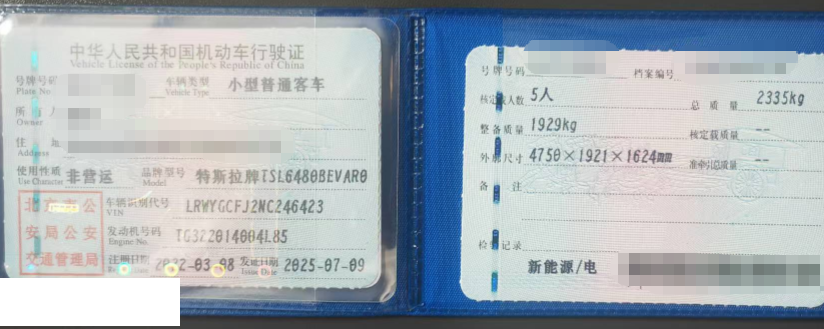 中华人民共和国机动车行驶证
Vehicle License of the People's Republic of China
号牌号码
Plate No.
车辆类型 小型普通客车
Vehicle Type
所有人
Owner
住址
Address
使用性质 非营运
Use Character
品牌型号 特斯拉牌TSL6480BEVAR0
Model
北京市公
安局公安
交通管理局
车辆识别代号 LRWYGCFJ2NC246423
VIN
发动机号码 TG322014004L85
Engine No.
注册日期 2022-03-08
发证日期 2025-07-09
Issue Date
号牌号码
档案编号
核定载人数 5人
总质量 2335kg
整备质量 1929kg
核定载质量 --
外廓尺寸 4750×1921×1624mm
准牵引总质量 --
备注
检验记录
新能源/电